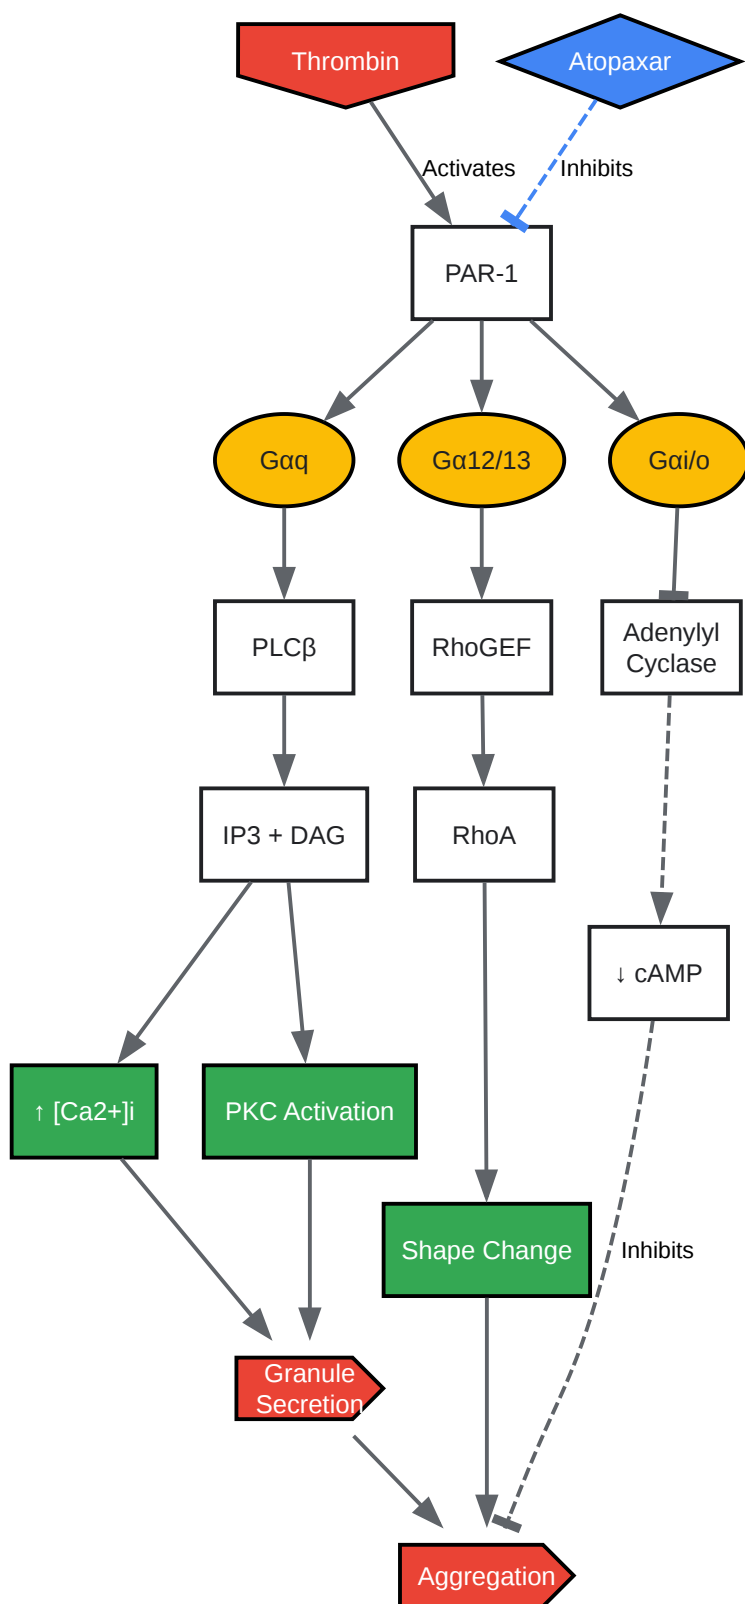 Thrombin
Atopaxar
Activates
Inhibits
PAR-1
Gαq
Gα12/13
Gαi/o
PLCβ
RhoGEF
Adenylyl
Cyclase
IP3 + DAG
RhoA
↓ cAMP
↑ [Ca2+]i
PKC Activation
Shape Change
Inhibits
Granule
Secretion
Aggregation